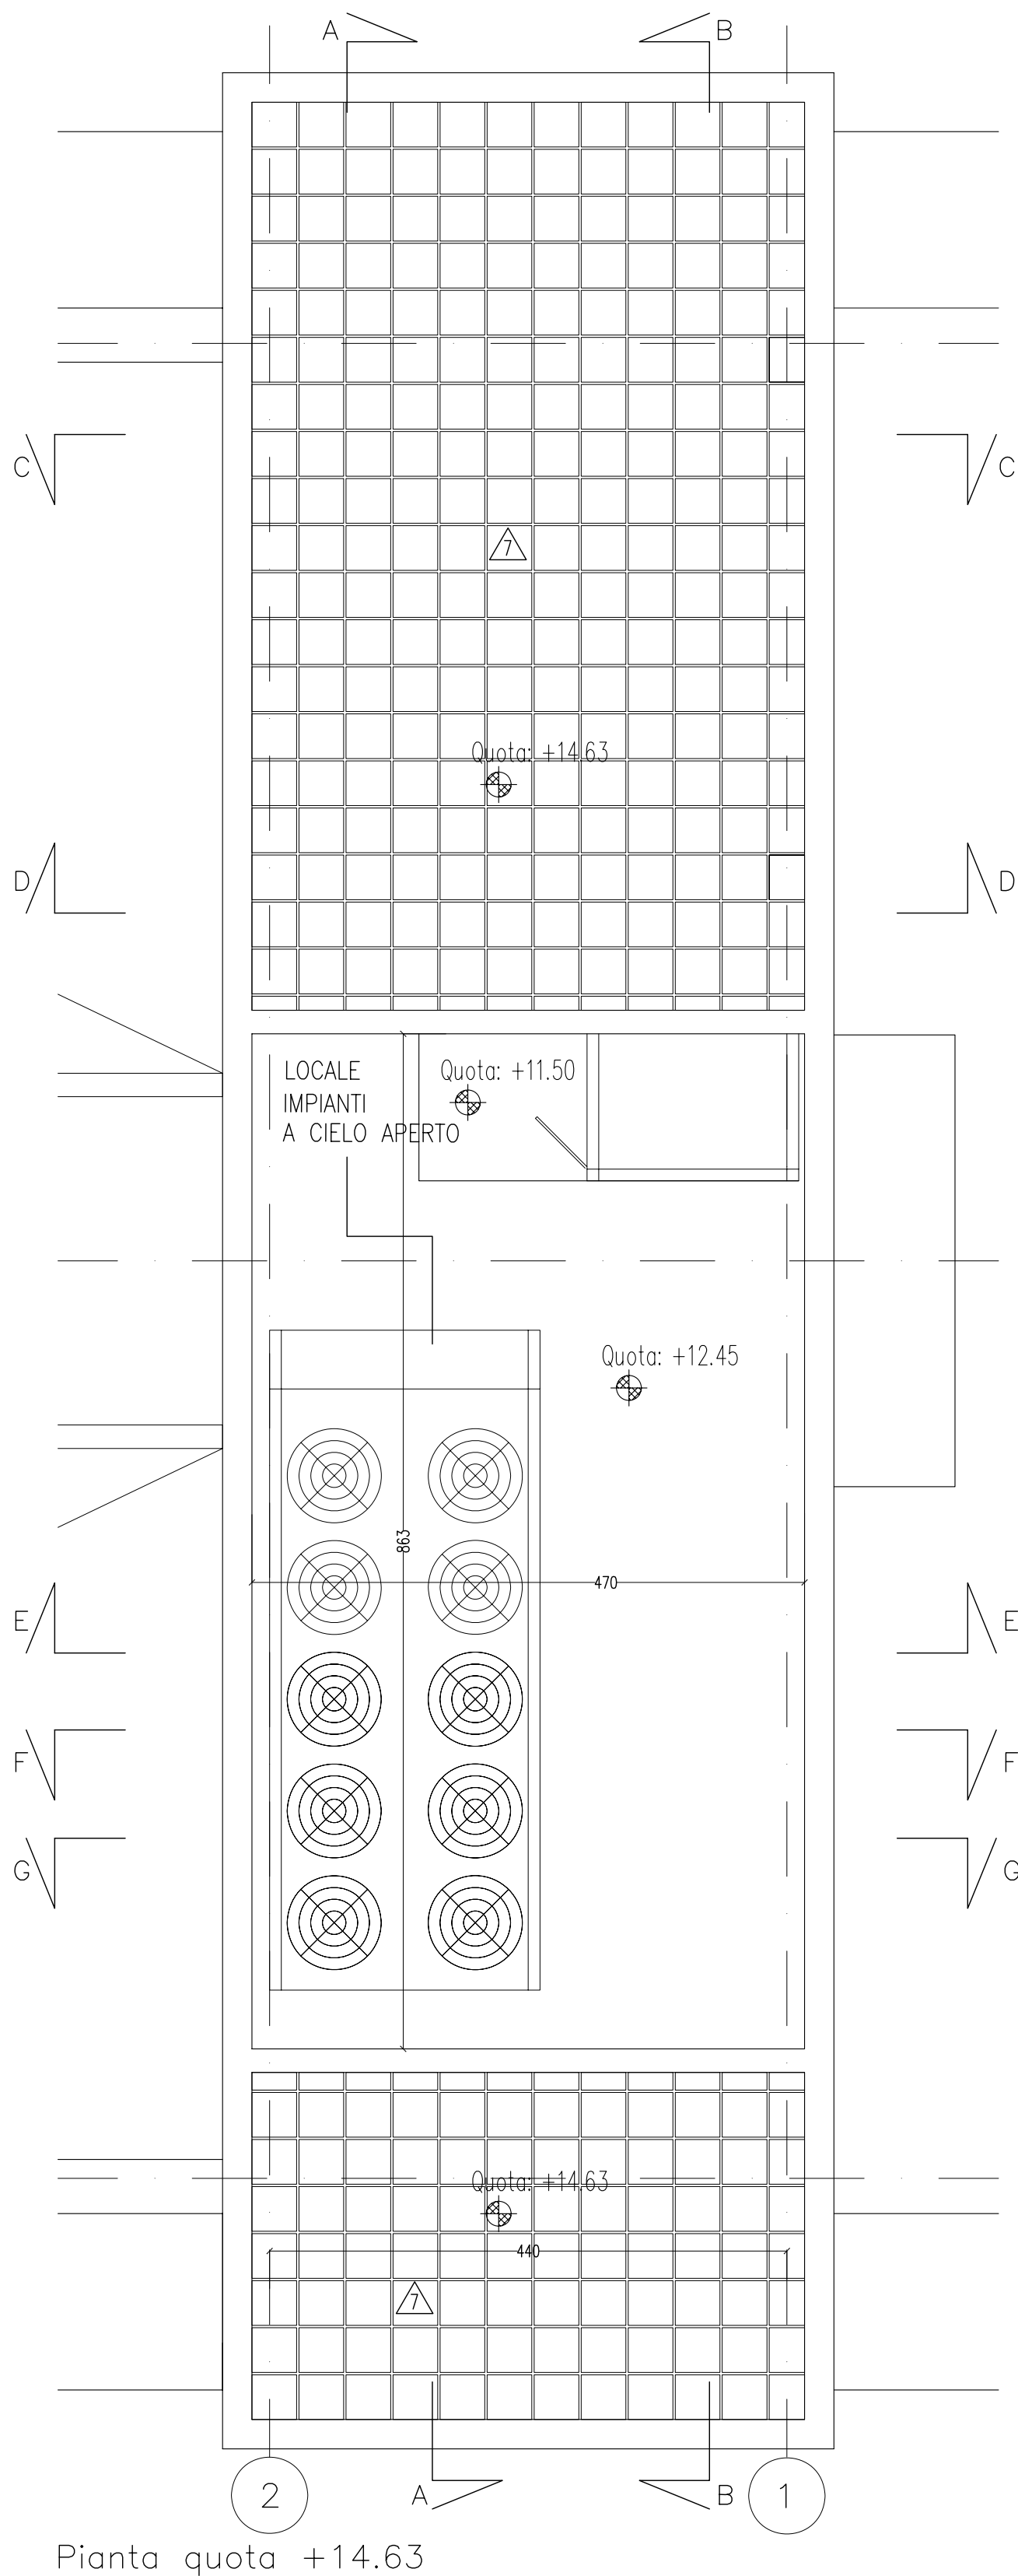 A B
C C
7
Quota: +14.63
D D
LOCALE
IMPIANTI
A CIELO APERTO
Quota: +11.50
Quota: +12.45
863
470
E E
F F
G G
Quota: +14.63
440
7
A B
2 1
Pianta quota +14.63